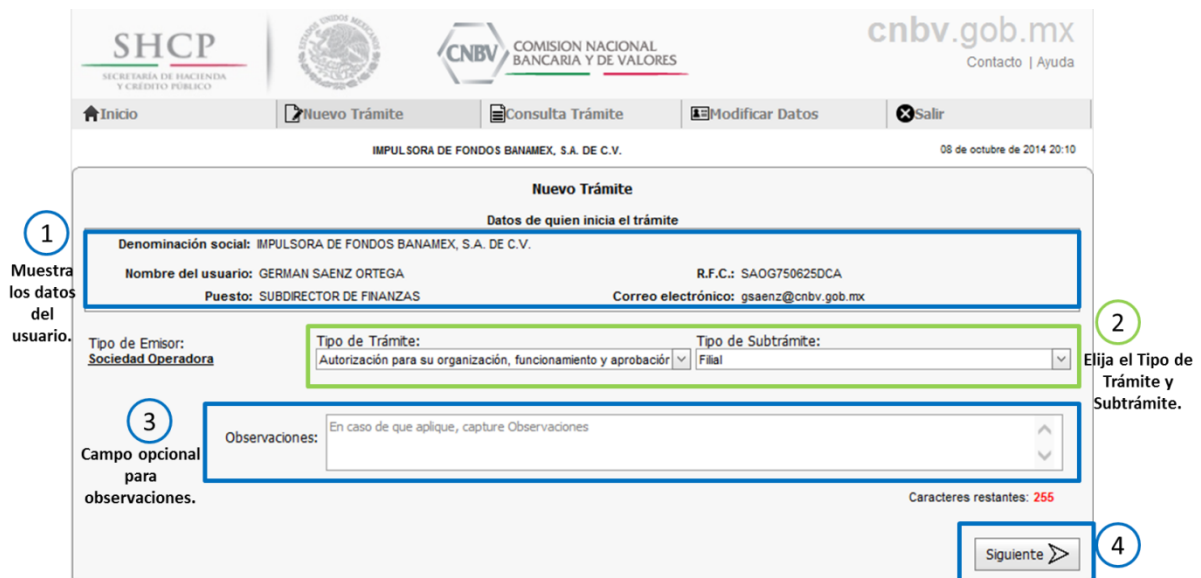 SHCP
SECRETARÍA DE HACIENDA
Y CRÉDITO PÚBLICO
ESTADOS UNIDOS MEXICANOS
CNBV
COMISION NACIONAL
BANCARIA Y DE VALORES
cnbv.gob.mx
Contacto | Ayuda
Inicio
Nuevo Trámite
Consulta Trámite
Modificar Datos
Salir
IMPULSORA DE FONDOS BANAMEX, S.A. DE C.V.
08 de octubre de 2014 20:10
Nuevo Trámite
Datos de quien inicia el trámite
1
Muestra
los datos
del
usuario.
Denominación social: IMPULSORA DE FONDOS BANAMEX, S.A. DE C.V.
Nombre del usuario: GERMAN SAENZ ORTEGA
R.F.C.: SAOG750625DCA
Puesto: SUBDIRECTOR DE FINANZAS
Correo electrónico: gsaenz@cnbv.gob.mx
2
Elija el Tipo de
Trámite y
Subtrámite.
Tipo de Emisor:
Sociedad Operadora
Tipo de Trámite:
Autorización para su organización, funcionamiento y aprobación
Tipo de Subtrámite:
Filial
3
Campo opcional
para
observaciones.
Observaciones:
En caso de que aplique, capture Observaciones
Caracteres restantes: 255
Siguiente
4